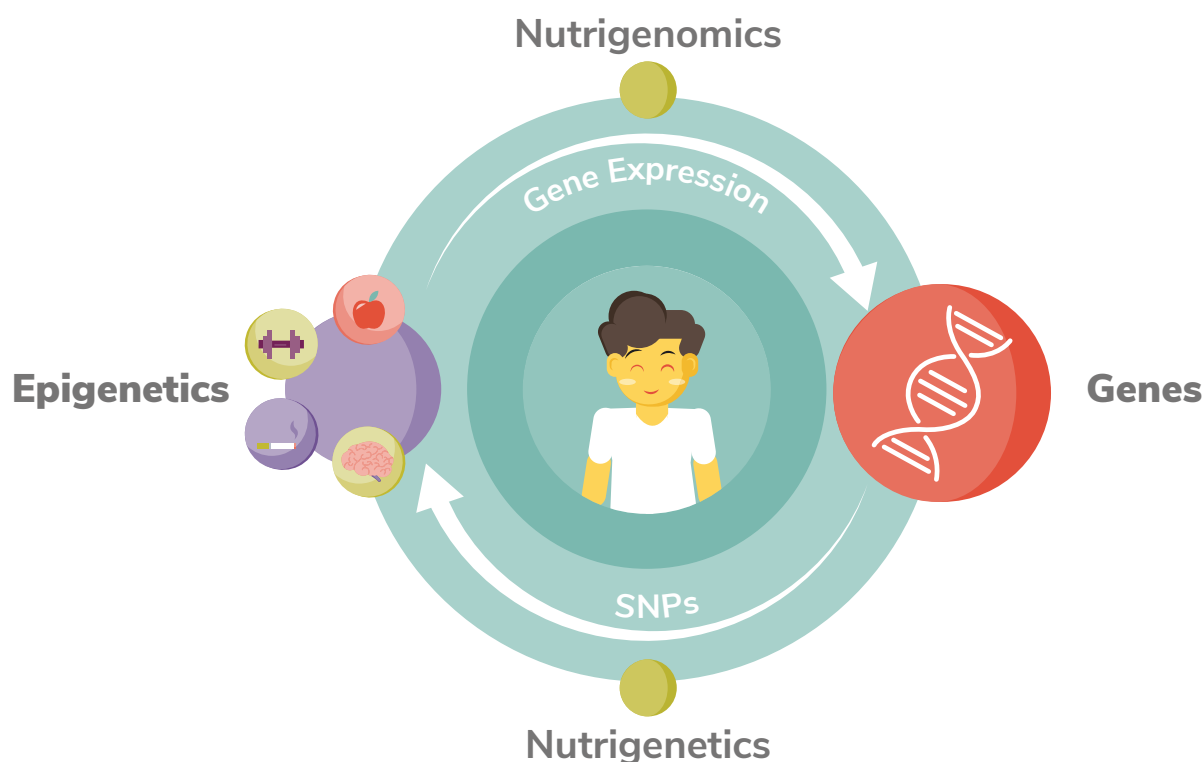 Nutrigenomics
Gene Expression
Epigenetics
Genes
SNPs
Nutrigenetics